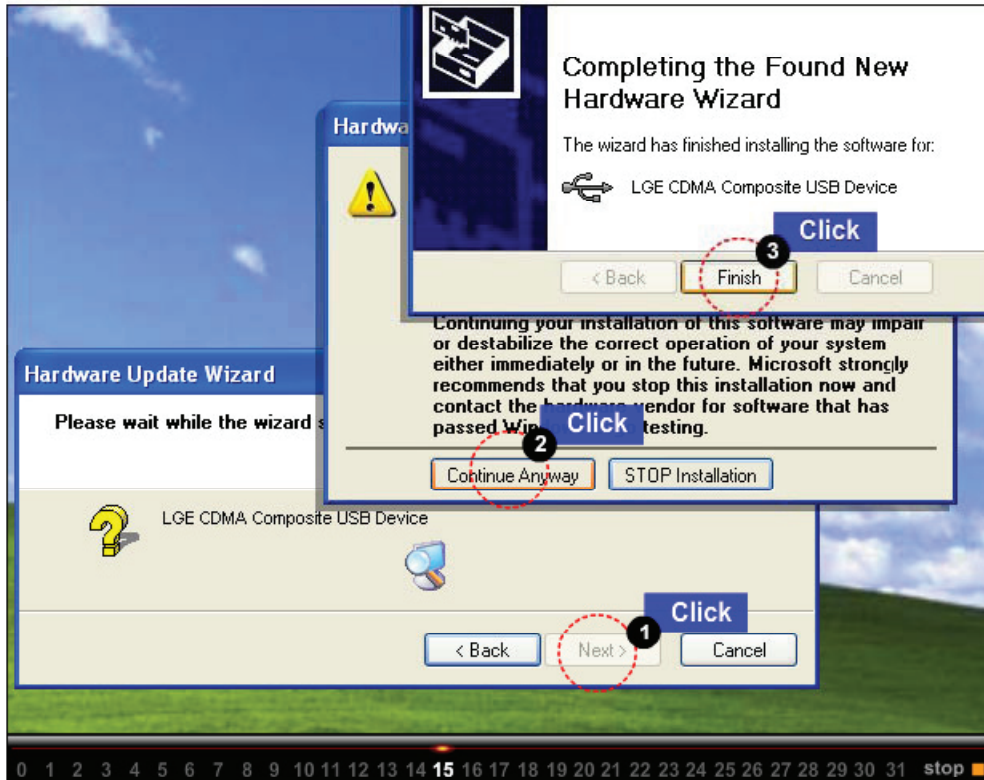 Completing the Found New
Hardware Wizard
The wizard has finished installing the software for:
LGE CDMA Composite USB Device
Click
3
< Back Finish Cancel
Continuing your installation of this software may impair
or destabilize the correct operation of your system
either immediately or in the future. Microsoft strongly
recommends that you stop this installation now and
contact the hardware vendor for software that has
passed testing.
Click
2
Continue Anyway STOP Installation
Hardware Update Wizard
Please wait while the wizard
LGE CDMA Composite USB Device
Click
1
< Back Next > Cancel
0 1 2 3 4 5 6 7 8 9 10 11 12 13 14 15 16 17 18 19 20 21 22 23 24 25 26 27 28 29 30 31 stop